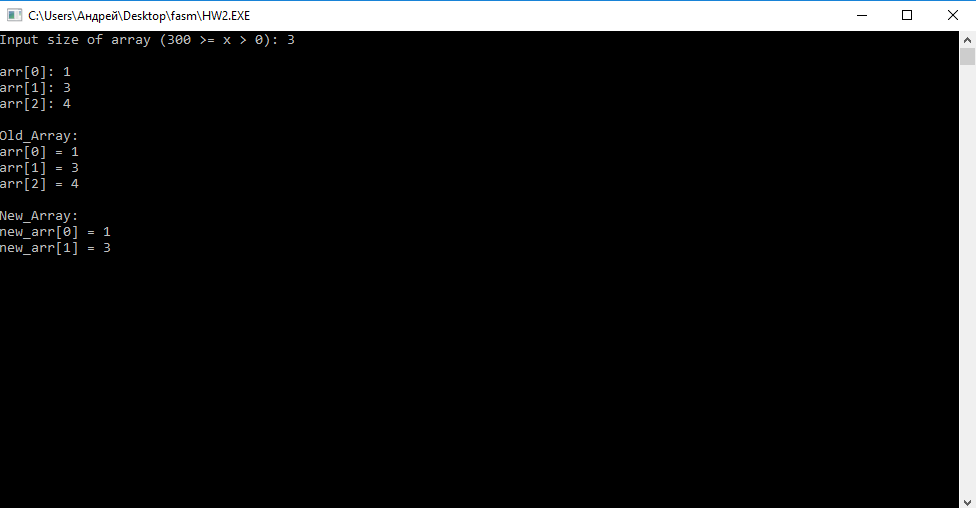 C:\Users\Андрей\Desktop\fasm\HW2.EXE
Input size of array (300 >= x > 0): 3
arr[0]: 1
arr[1]: 3
arr[2]: 4
Old_Array:
arr[0] = 1
arr[1] = 3
arr[2] = 4
New_Array:
new_arr[0] = 1
new_arr[1] = 3